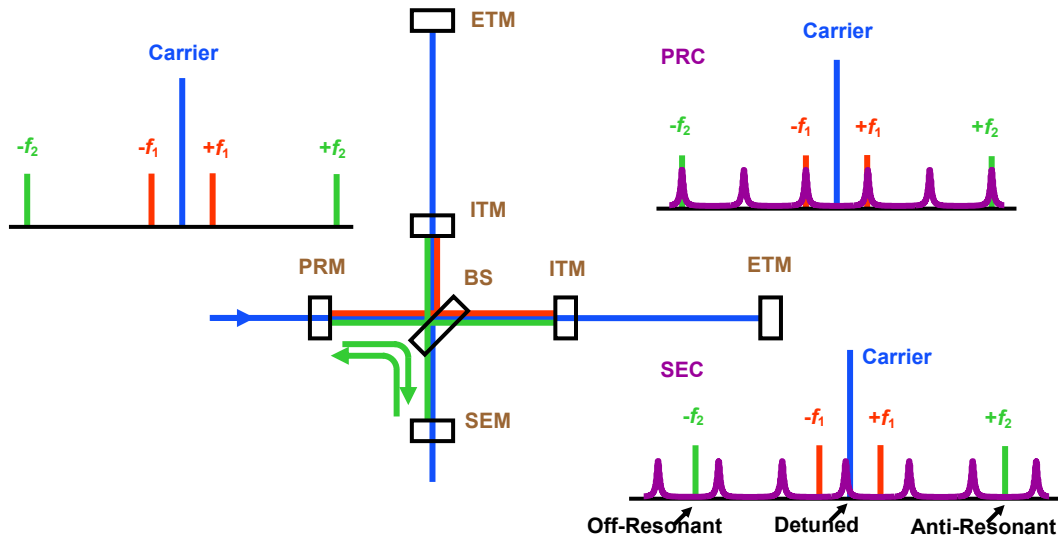 ETM
Carrier
-f₂
-f₁
+f₁
+f₂
ITM
PRM
BS
ITM
ETM
SEM
Carrier
PRC
-f₂
-f₁
+f₁
+f₂
Carrier
SEC
-f₂
-f₁
+f₁
+f₂
Off-Resonant
Detuned
Anti-Resonant